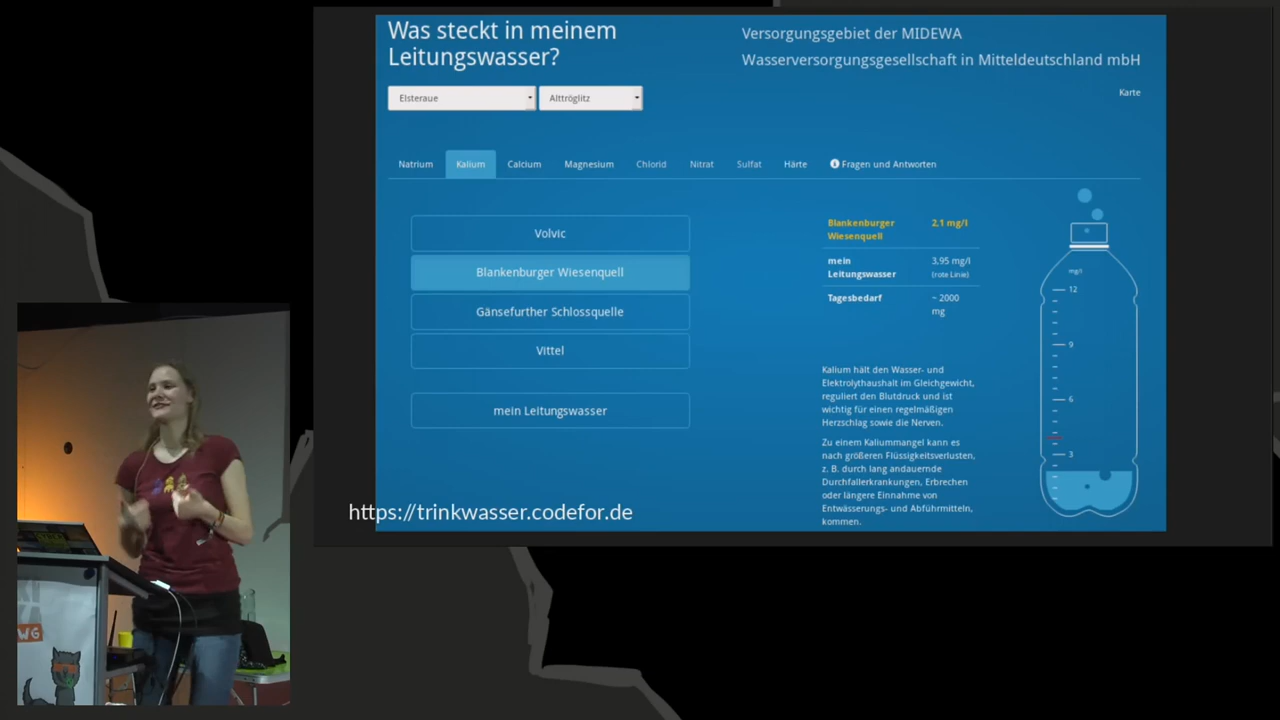 Was steckt in meinem
Leitungswasser?
Versorgungsgebiet der MIDEWA
Wasserversorgungsgesellschaft in Mitteldeutschland mbH
Elsteraue
Alttröglitz
Karte
Natrium
Kalium
Calcium
Magnesium
Chlorid
Nitrat
Sulfat
Härte
Fragen und Antworten
Volvic
Blankenburger Wiesenquell
Gänsefurther Schlossquelle
Vittel
mein Leitungswasser
Blankenburger
Wiesenquell
2,1 mg/l
mein
Leitungswasser
3,95 mg/l
(rote Linie)
Tagesbedarf
~ 2000
mg
Kalium hält den Wasser- und
Elektrolythaushalt im Gleichgewicht,
reguliert den Blutdruck und ist
wichtig für einen regelmäßigen
Herzschlag sowie die Nerven.
Zu einem Kaliummangel kann es
nach größeren Flüssigkeitsverlusten,
z. B. durch lang andauernde
Durchfallerkrankungen, Erbrechen
oder längere Einnahme von
Entwässerungs- und Abführmitteln,
kommen.
mg/l
12
9
6
3
https://trinkwasser.codefor.de
WG